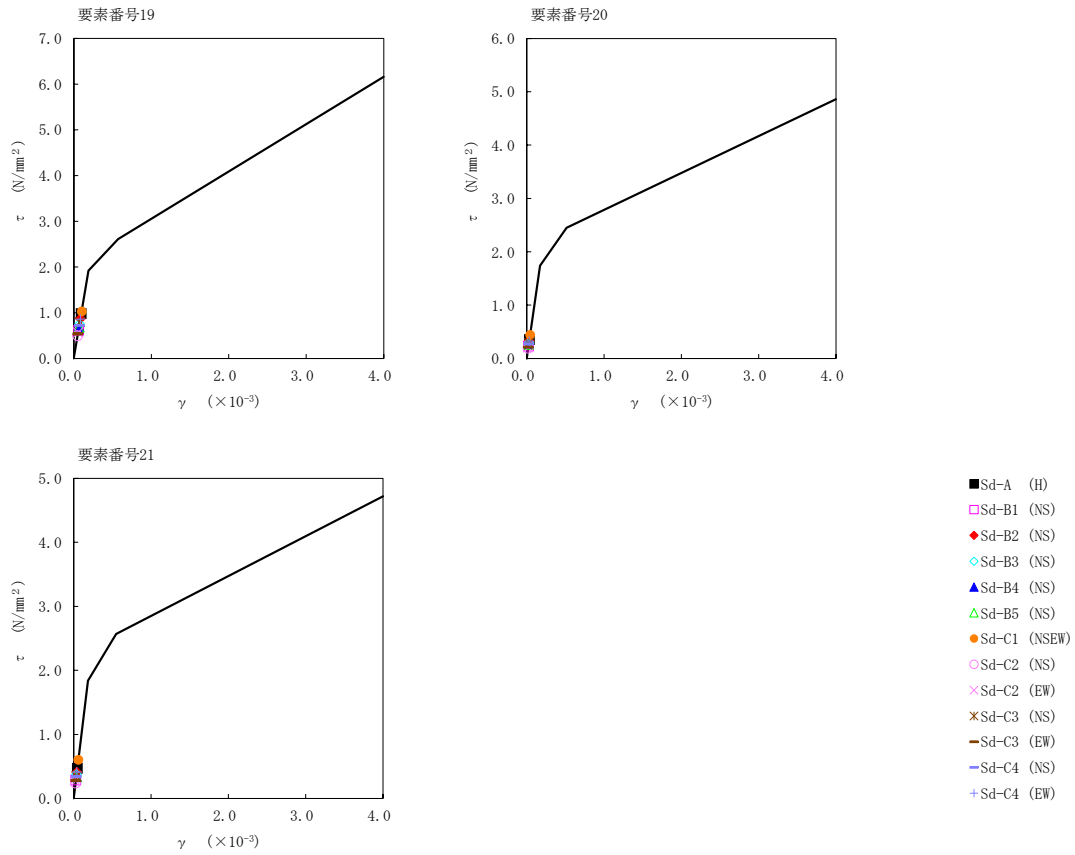 要素番号19
7.0
6.0
5.0
4.0
3.0
2.0
1.0
0.0
τ (N/mm²)
0.0 1.0 2.0 3.0 4.0
γ (×10⁻³)
要素番号20
6.0
5.0
4.0
3.0
2.0
1.0
0.0
τ (N/mm²)
0.0 1.0 2.0 3.0 4.0
γ (×10⁻³)
要素番号21
5.0
4.0
3.0
2.0
1.0
0.0
τ (N/mm²)
0.0 1.0 2.0 3.0 4.0
γ (×10⁻³)
Sd-A (H)
Sd-B1 (NS)
Sd-B2 (NS)
Sd-B3 (NS)
Sd-B4 (NS)
Sd-B5 (NS)
Sd-C1 (NSEW)
Sd-C2 (NS)
Sd-C2 (EW)
Sd-C3 (NS)
Sd-C3 (EW)
Sd-C4 (NS)
Sd-C4 (EW)